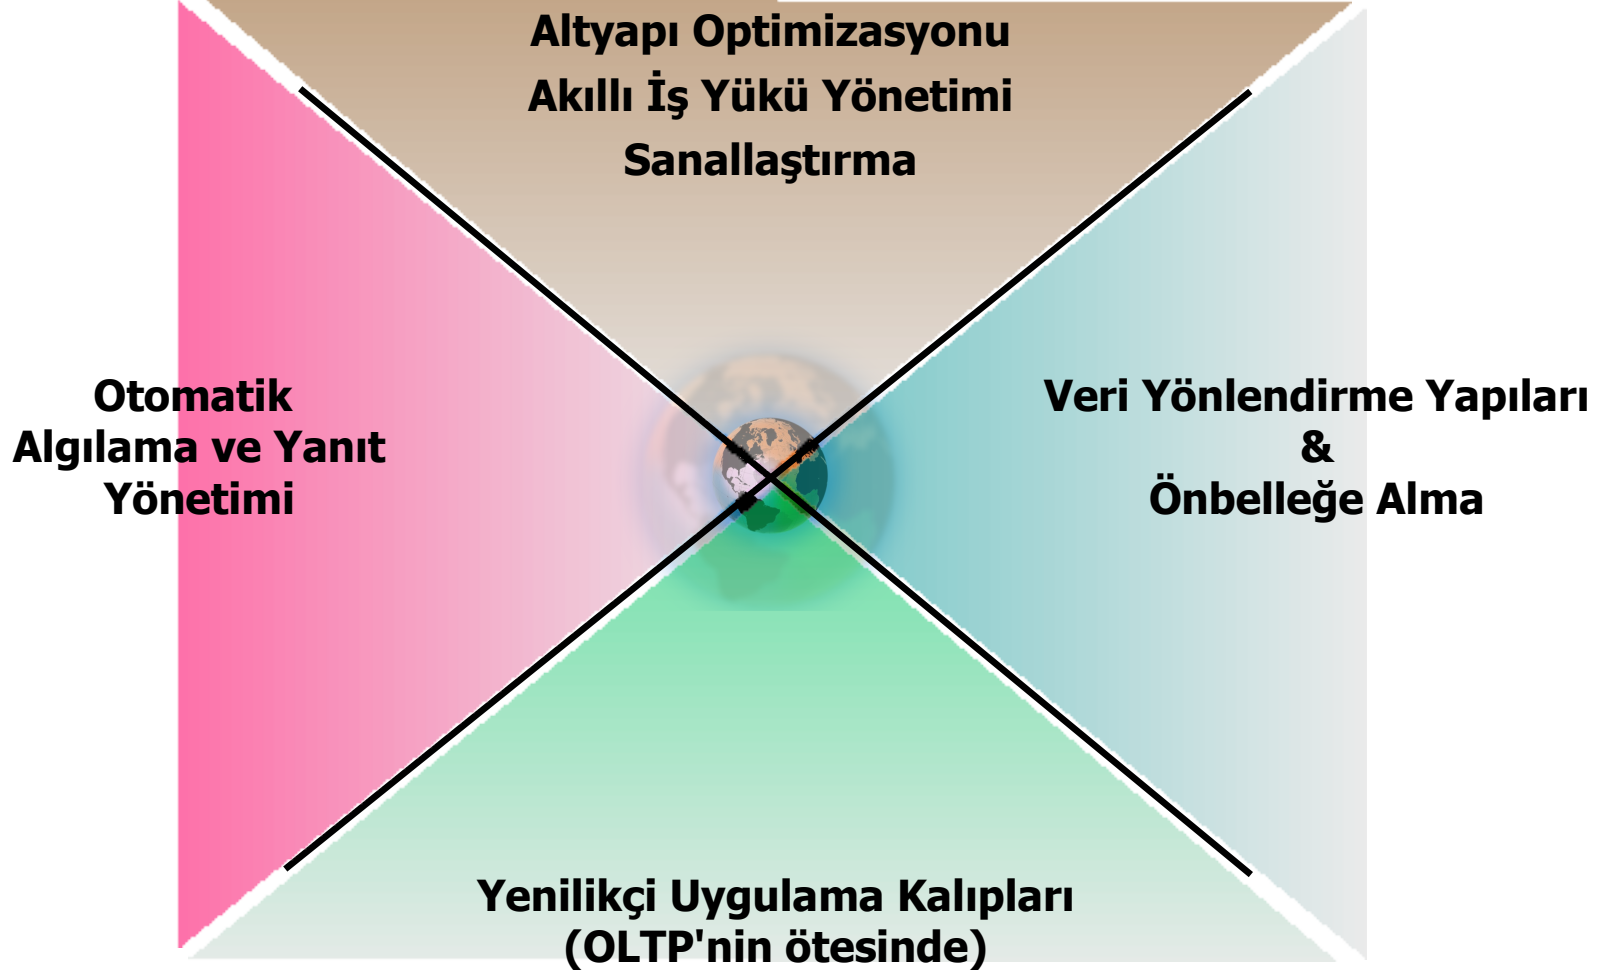 Altyapı Optimizasyonu
Akıllı İş Yükü Yönetimi
Sanallaştırma
Otomatik
Algılama ve Yanıt
Yönetimi
Veri Yönlendirme Yapıları
&
Önbelleğe Alma
Yenilikçi Uygulama Kalıpları
(OLTP'nin ötesinde)